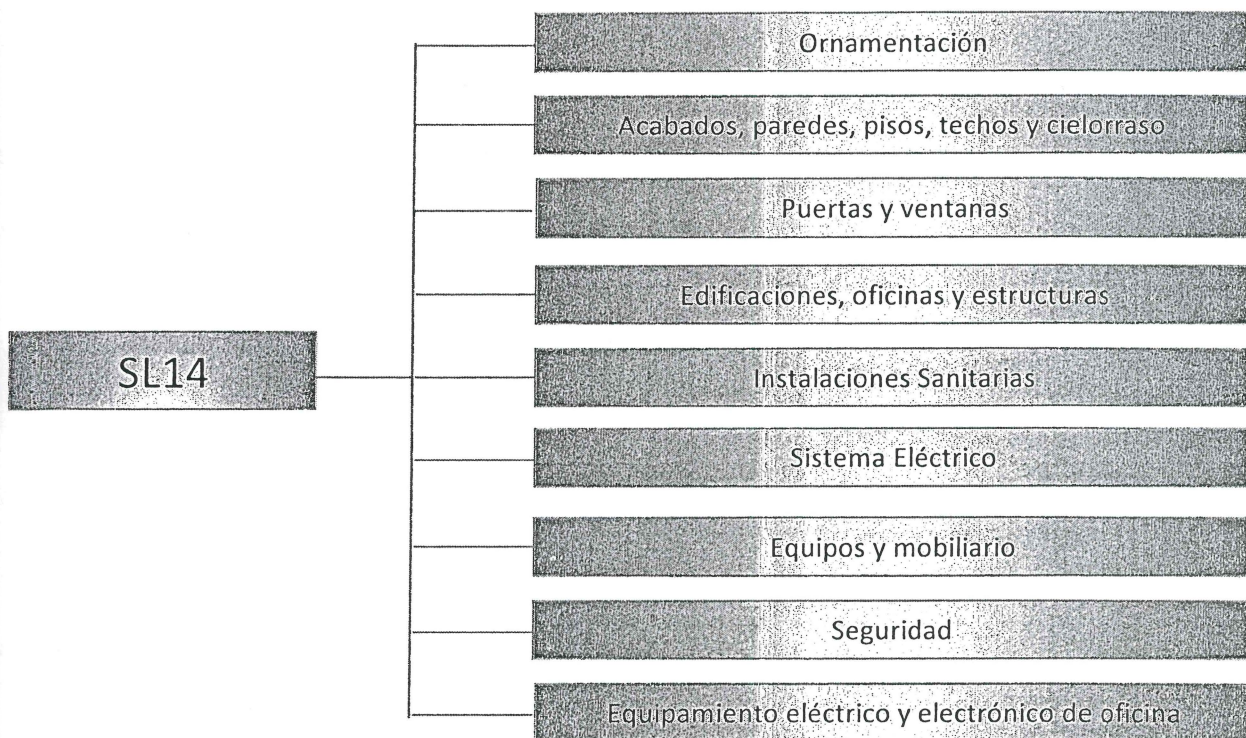 SL14
Ornamentación
Acabados, paredes, pisos, techos y cielorraso
Puertas y ventanas
Edificaciones, oficinas y estructuras
Instalaciones Sanitarias
Sistema Eléctrico
Equipos y mobiliario
Seguridad
Equipamiento eléctrico y electrónico de oficina